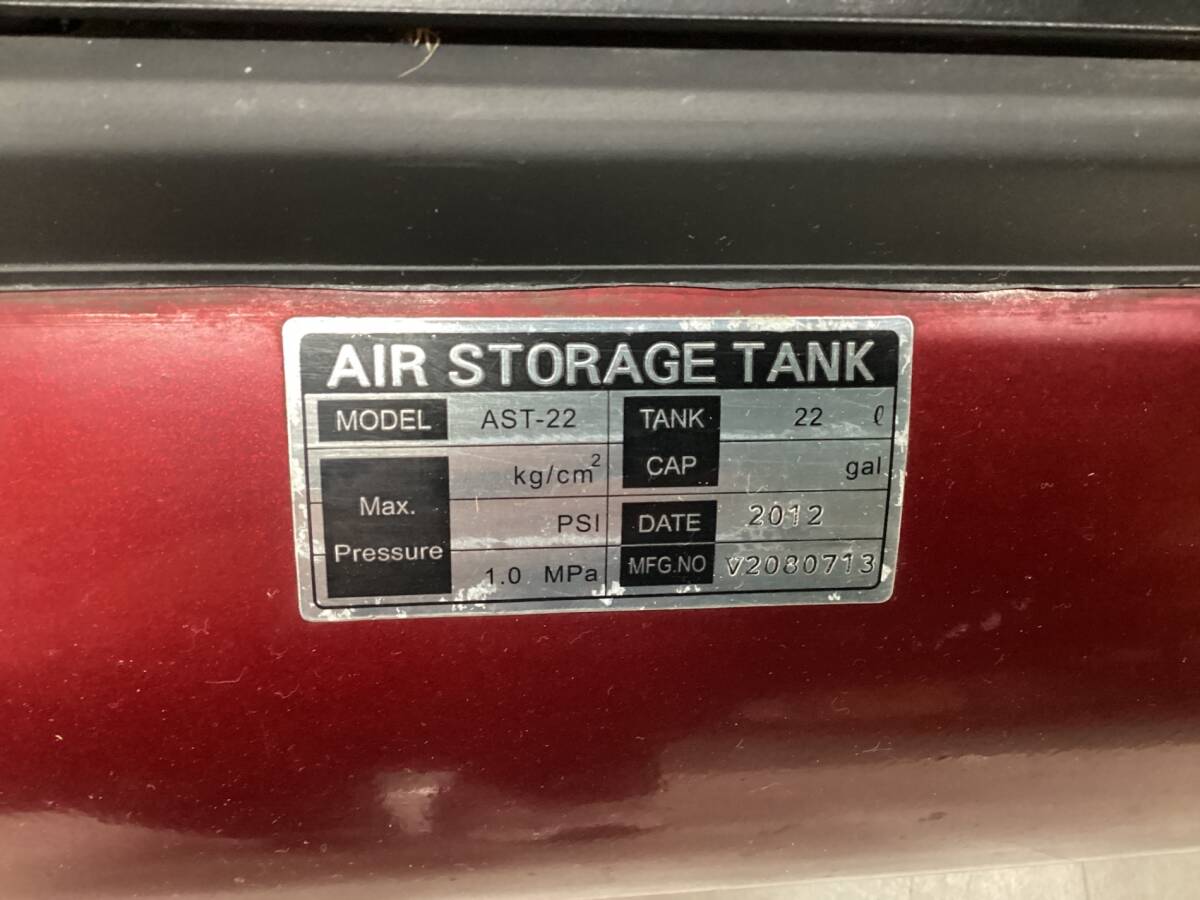 AIR STORAGE TANK
MODEL AST-22 TANK CAP 22 ℓ
gal
Max. Pressure kg/cm²
PSI
1.0 MPa
DATE 2012
MFG.NO V2080713